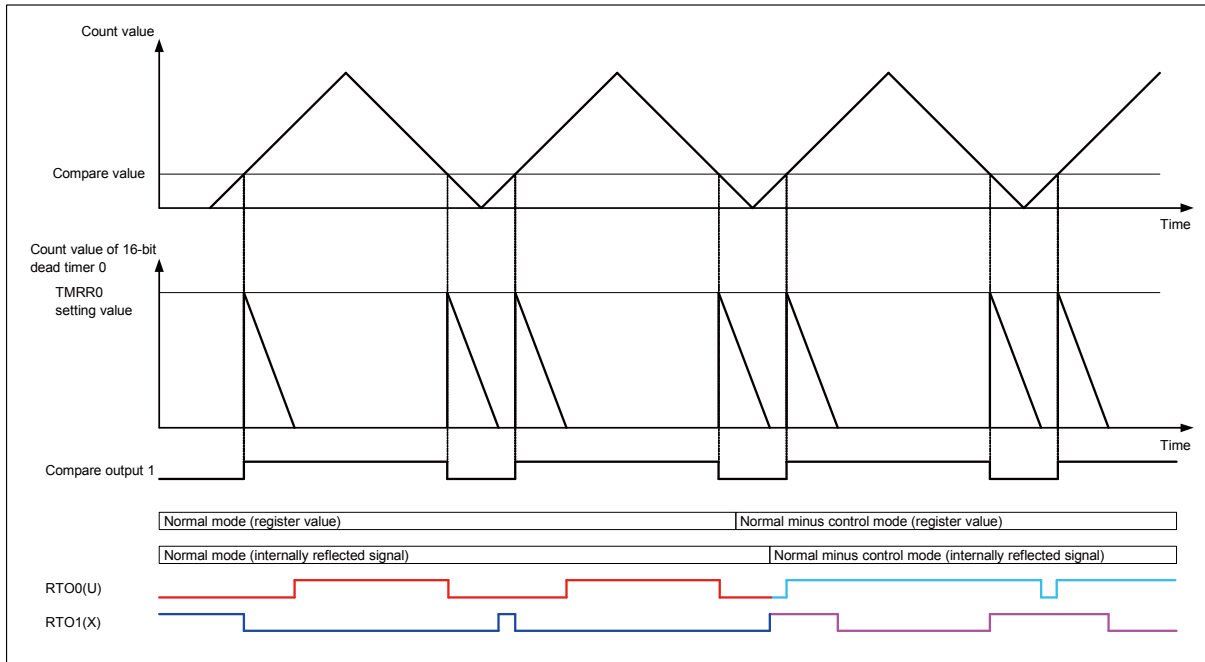 Count value
Compare value
Time
Count value of 16-bit
dead timer 0
TMRR0
setting value
Time
Compare output 1
Normal mode (register value)
Normal minus control mode (register value)
Normal mode (internally reflected signal)
Normal minus control mode (internally reflected signal)
RTO0(U)
RTO1(X)